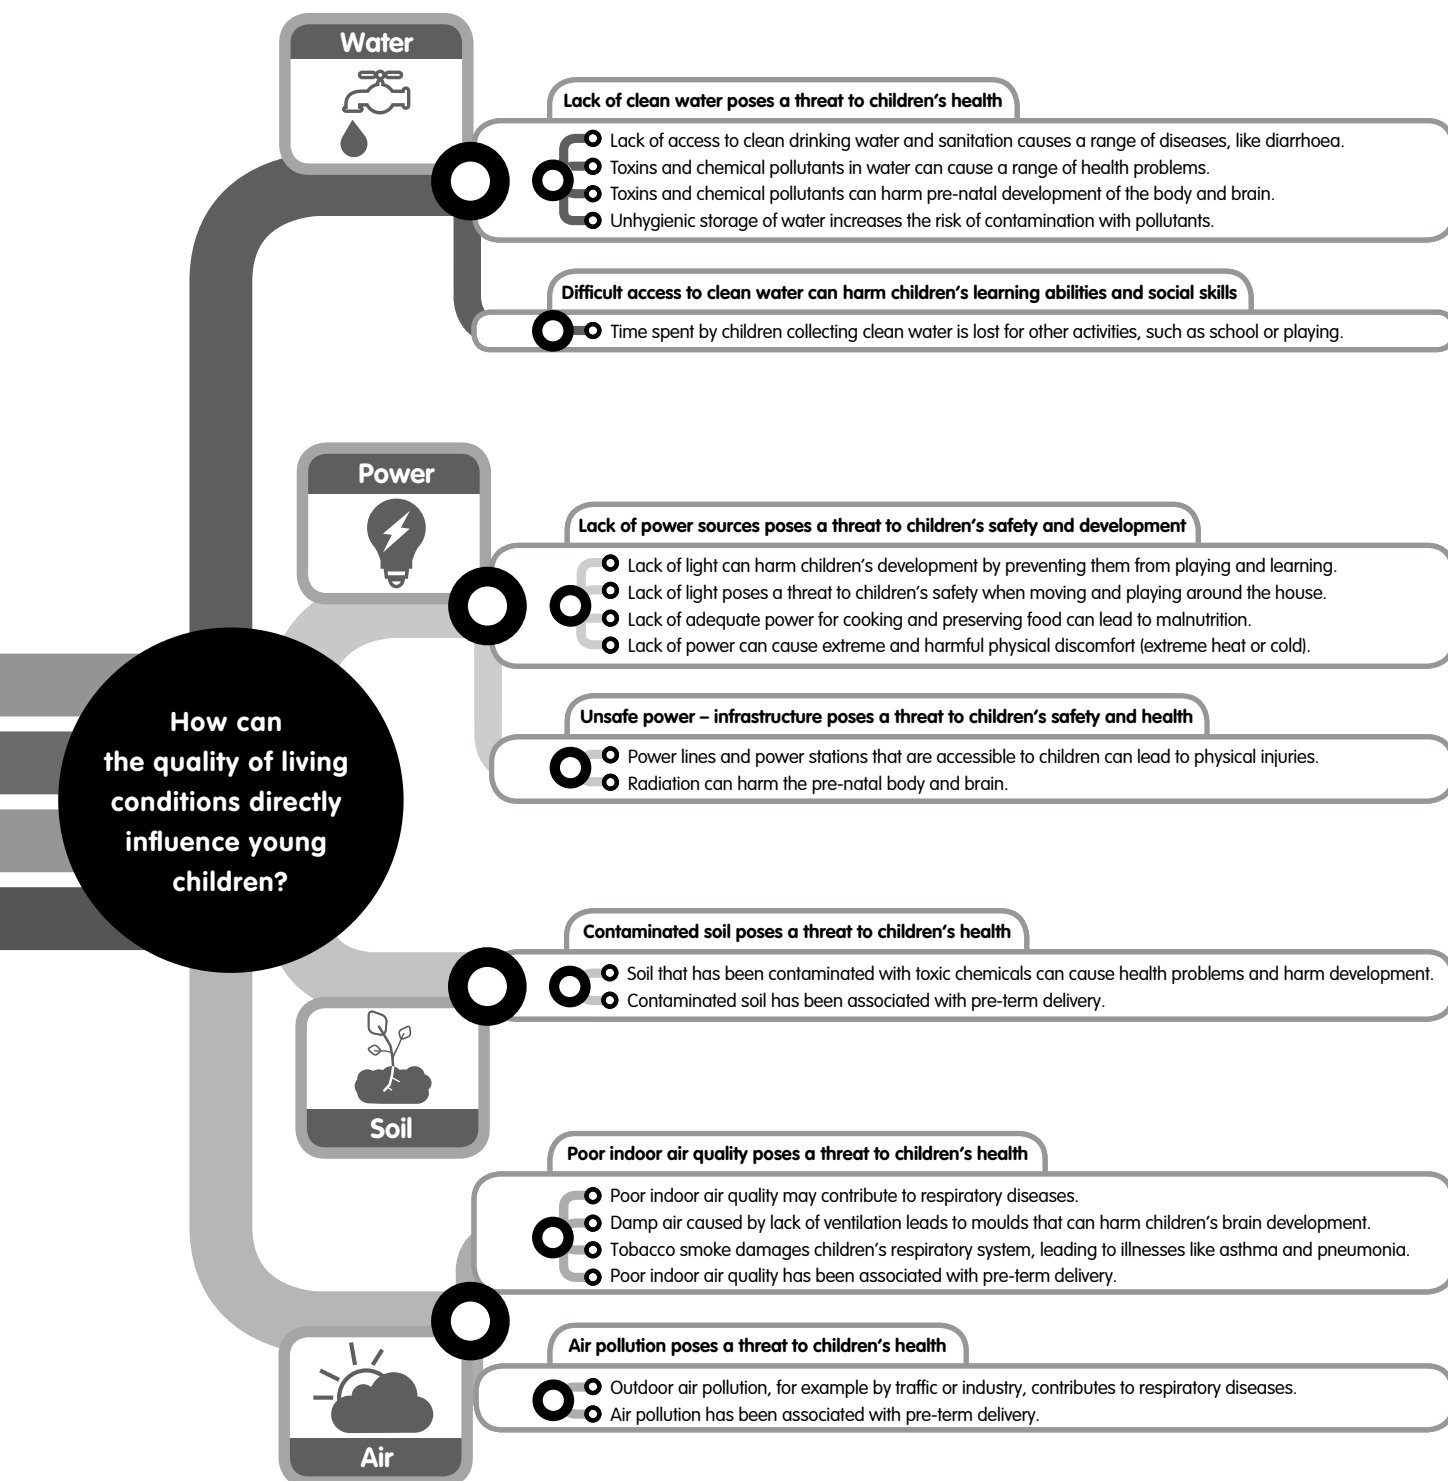 Water
Lack of clean water poses a threat to children's health
Lack of access to clean drinking water and sanitation causes a range of diseases, like diarrhoea.
Toxins and chemical pollutants in water can cause a range of health problems.
Toxins and chemical pollutants can harm pre-natal development of the body and brain.
Unhygienic storage of water increases the risk of contamination with pollutants.
Difficult access to clean water can harm children's learning abilities and social skills
Time spent by children collecting clean water is lost for other activities, such as school or playing.
Power
Lack of power sources poses a threat to children's safety and development
Lack of light can harm children's development by preventing them from playing and learning.
Lack of light poses a threat to children's safety when moving and playing around the house.
Lack of adequate power for cooking and preserving food can lead to malnutrition.
Lack of power can cause extreme and harmful physical discomfort (extreme heat or cold).
Unsafe power – infrastructure poses a threat to children's safety and health
Power lines and power stations that are accessible to children can lead to physical injuries.
Radiation can harm the pre-natal body and brain.
How can
the quality of living
conditions directly
influence young
children?
Contaminated soil poses a threat to children's health
Soil that has been contaminated with toxic chemicals can cause health problems and harm development.
Contaminated soil has been associated with pre-term delivery.
Soil
Poor indoor air quality poses a threat to children's health
Poor indoor air quality may contribute to respiratory diseases.
Damp air caused by lack of ventilation leads to moulds that can harm children's brain development.
Tobacco smoke damages children's respiratory system, leading to illnesses like asthma and pneumonia.
Poor indoor air quality has been associated with pre-term delivery.
Air pollution poses a threat to children's health
Outdoor air pollution, for example by traffic or industry, contributes to respiratory diseases.
Air pollution has been associated with pre-term delivery.
Air